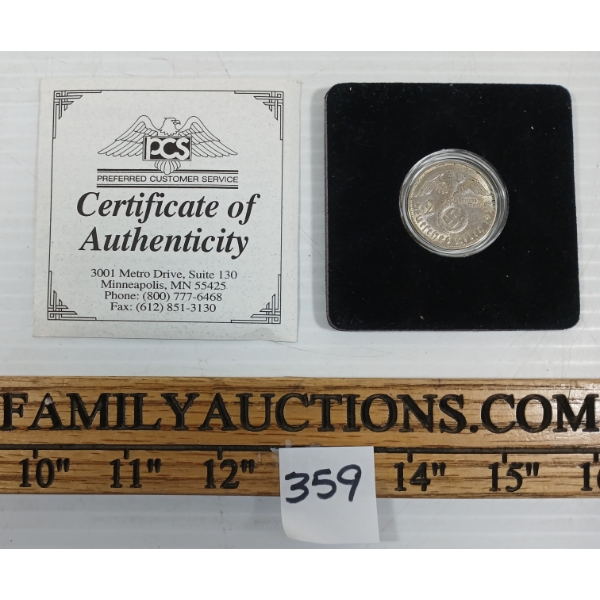 PCS
PREFERRED CUSTOMER SERVICE
Certificate of
Authenticity
3001 Metro Drive, Suite 130
Minneapolis, MN 55425
Phone: (800) 777-6468
Fax: (612) 851-3130
FAMILYAUCTIONS.COM
10" 11" 12" 14" 15"
359